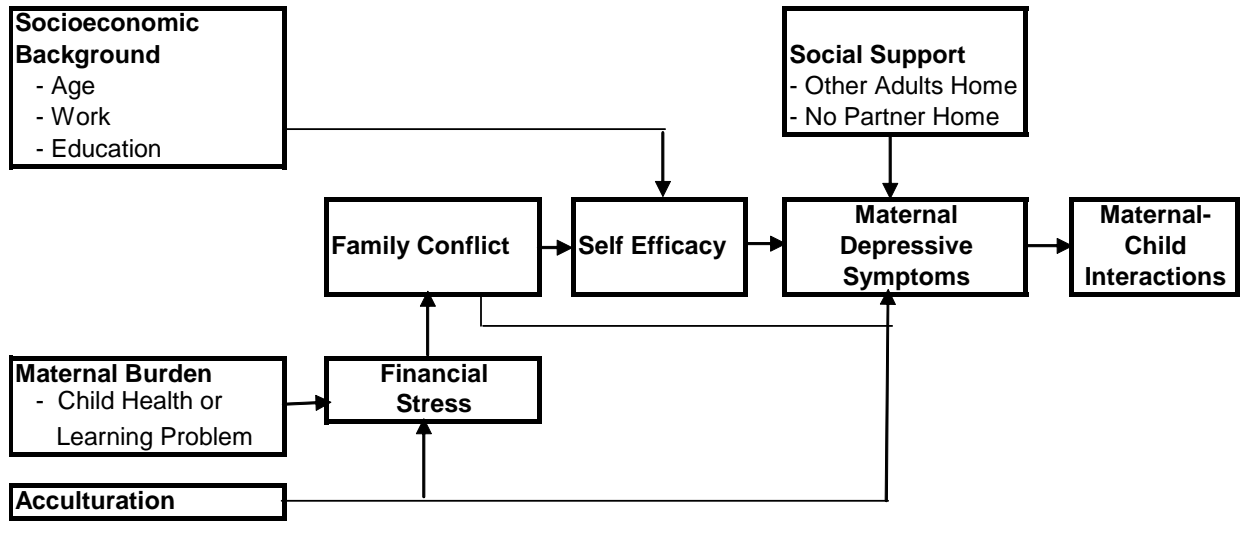 Socioeconomic
Background
- Age
- Work
- Education
Social Support
- Other Adults Home
- No Partner Home
Family Conflict
Self Efficacy
Maternal
Depressive
Symptoms
Maternal-
Child
Interactions
Maternal Burden
- Child Health or
Learning Problem
Financial
Stress
Acculturation